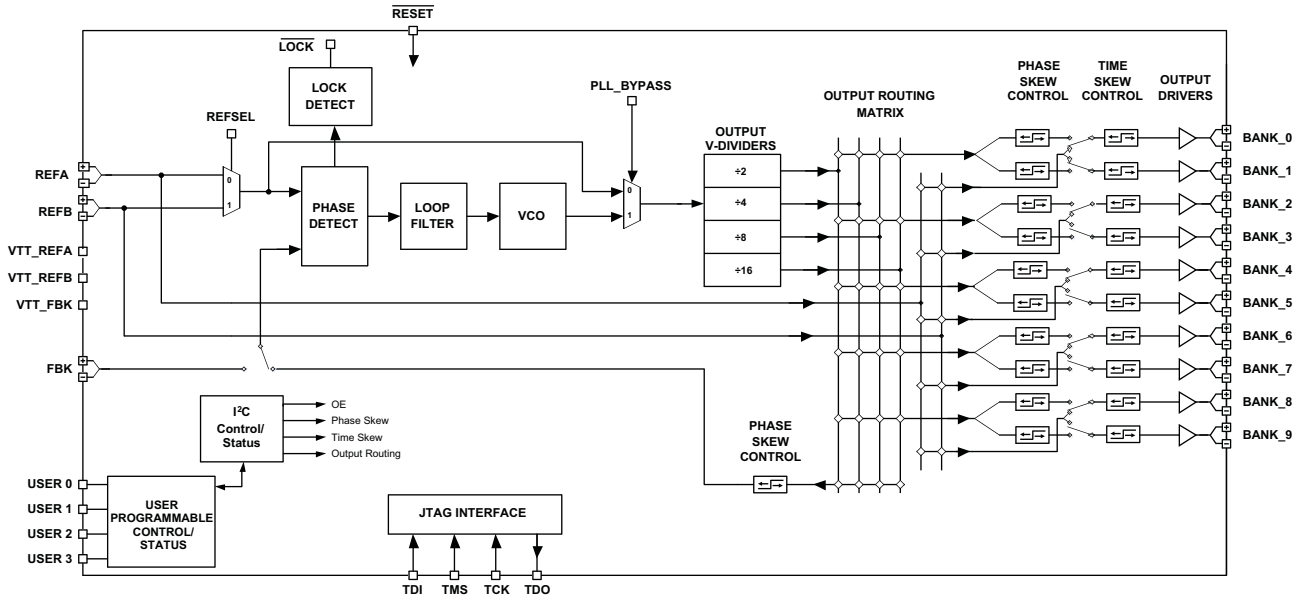 RESET
LOCK
LOCK
DETECT
PLL_BYPASS
REFSEL
OUTPUT
V-DIVIDERS
OUTPUT ROUTING
MATRIX
PHASE
SKEW
CONTROL
TIME
SKEW
CONTROL
OUTPUT
DRIVERS
REFA
REFB
VTT_REFA
VTT_REFB
VTT_FBK
FBK
0
1
PHASE
DETECT
LOOP
FILTER
VCO
0
1
÷2
÷4
÷8
÷16
+
−
+
−
+
−
BANK_0
+
−
BANK_1
+
−
BANK_2
+
−
BANK_3
+
−
BANK_4
+
−
BANK_5
+
−
BANK_6
+
−
BANK_7
+
−
BANK_8
+
−
BANK_9
+
−
I²C
Control/
Status
OE
Phase Skew
Time Skew
Output Routing
PHASE
SKEW
CONTROL
USER 0
USER 1
USER 2
USER 3
USER
PROGRAMMABLE
CONTROL/
STATUS
JTAG INTERFACE
TDI
TMS
TCK
TDO